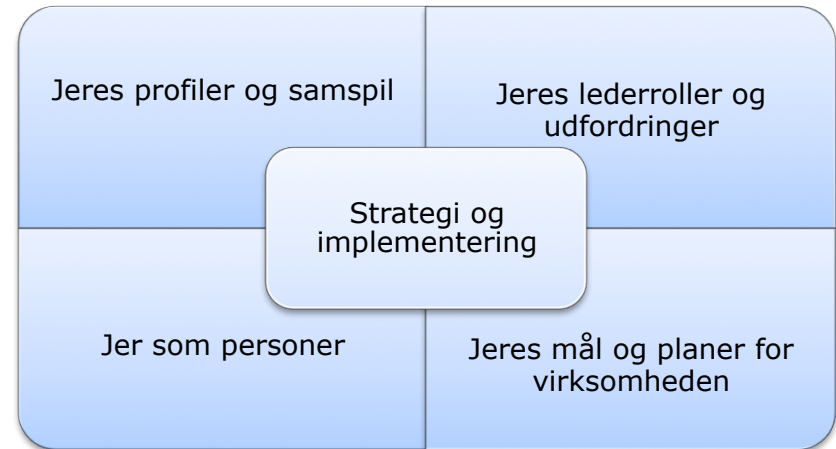 Jeres profiler og samspil
Jeres lederroller og
udfordringer
Strategi og
implementering
Jer som personer
Jeres mål og planer for
virksomheden